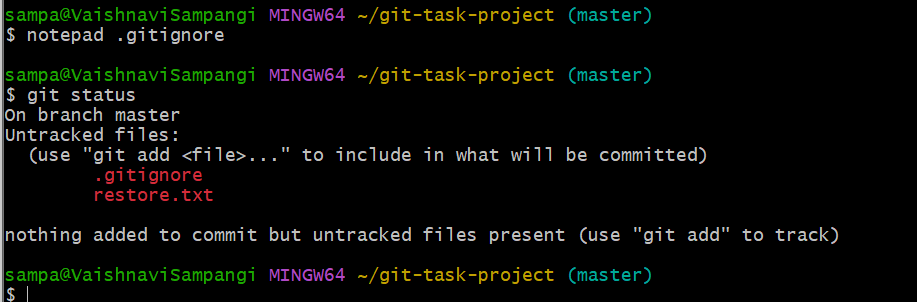 sampa@VaishnaviSampangi MINGW64 ~/git-task-project (master)
$ notepad .gitignore
sampa@VaishnaviSampangi MINGW64 ~/git-task-project (master)
$ git status
On branch master
Untracked files:
  (use "git add <file>..." to include in what will be committed)
        .gitignore
        restore.txt
nothing added to commit but untracked files present (use "git add" to track)
sampa@VaishnaviSampangi MINGW64 ~/git-task-project (master)
$